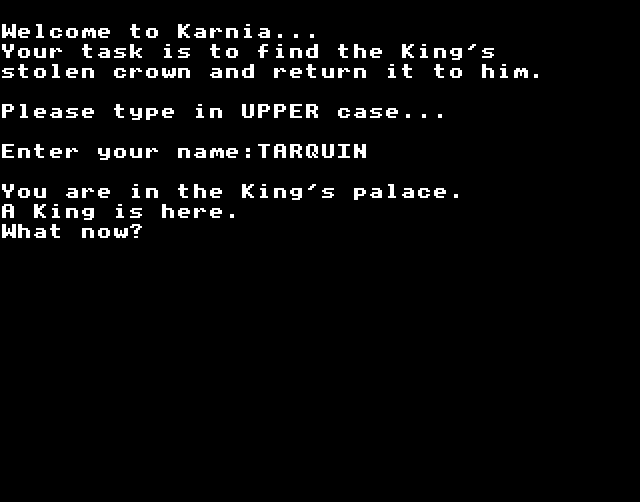 Welcome to Karnia...
Your task is to find the King's
stolen crown and return it to him.
Please type in UPPER case...
Enter your name:TARQUIN
You are in the King's palace.
A King is here.
What now?